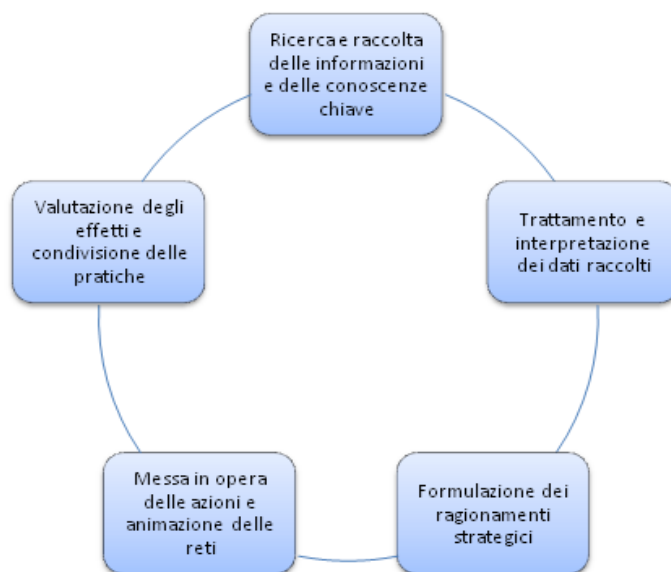 Ricerca e raccolta
delle informazioni
e delle conoscenze
chiave
Trattamento e
interpretazione
dei dati raccolti
Formulazione dei
ragionamenti
strategici
Messa in opera
delle azioni e
animazione delle
reti
Valutazione degli
effetti e
condivisione delle
pratiche